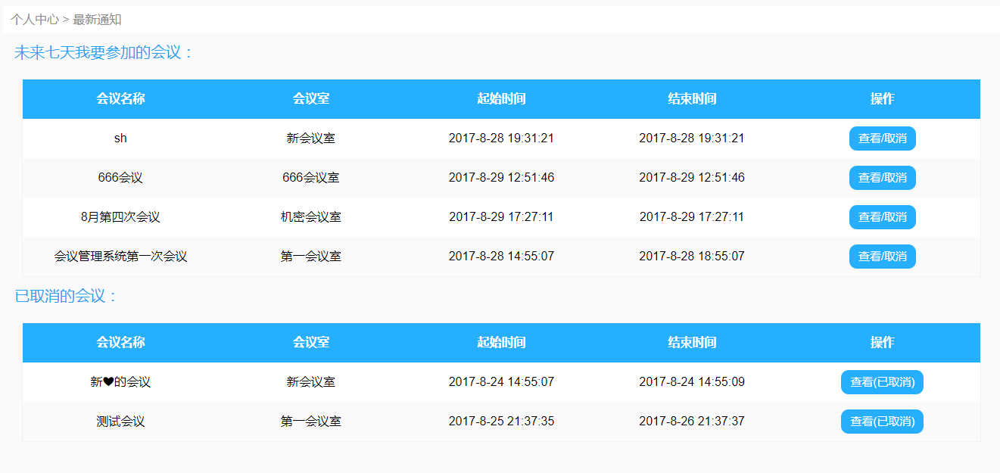 个人中心 > 最新通知
未来七天我要参加的会议：
会议名称 会议室 起始时间 结束时间 操作
sh 新会议室 2017-8-28 19:31:21 2017-8-28 19:31:21 查看/取消
666会议 666会议室 2017-8-29 12:51:46 2017-8-29 12:51:46 查看/取消
8月第四次会议 机密会议室 2017-8-29 17:27:11 2017-8-29 17:27:11 查看/取消
会议管理系统第一次会议 第一会议室 2017-8-28 14:55:07 2017-8-28 18:55:07 查看/取消
已取消的会议：
会议名称 会议室 起始时间 结束时间 操作
新❤的会议 新会议室 2017-8-24 14:55:07 2017-8-24 14:55:09 查看(已取消)
测试会议 第一会议室 2017-8-25 21:37:35 2017-8-26 21:37:37 查看(已取消)